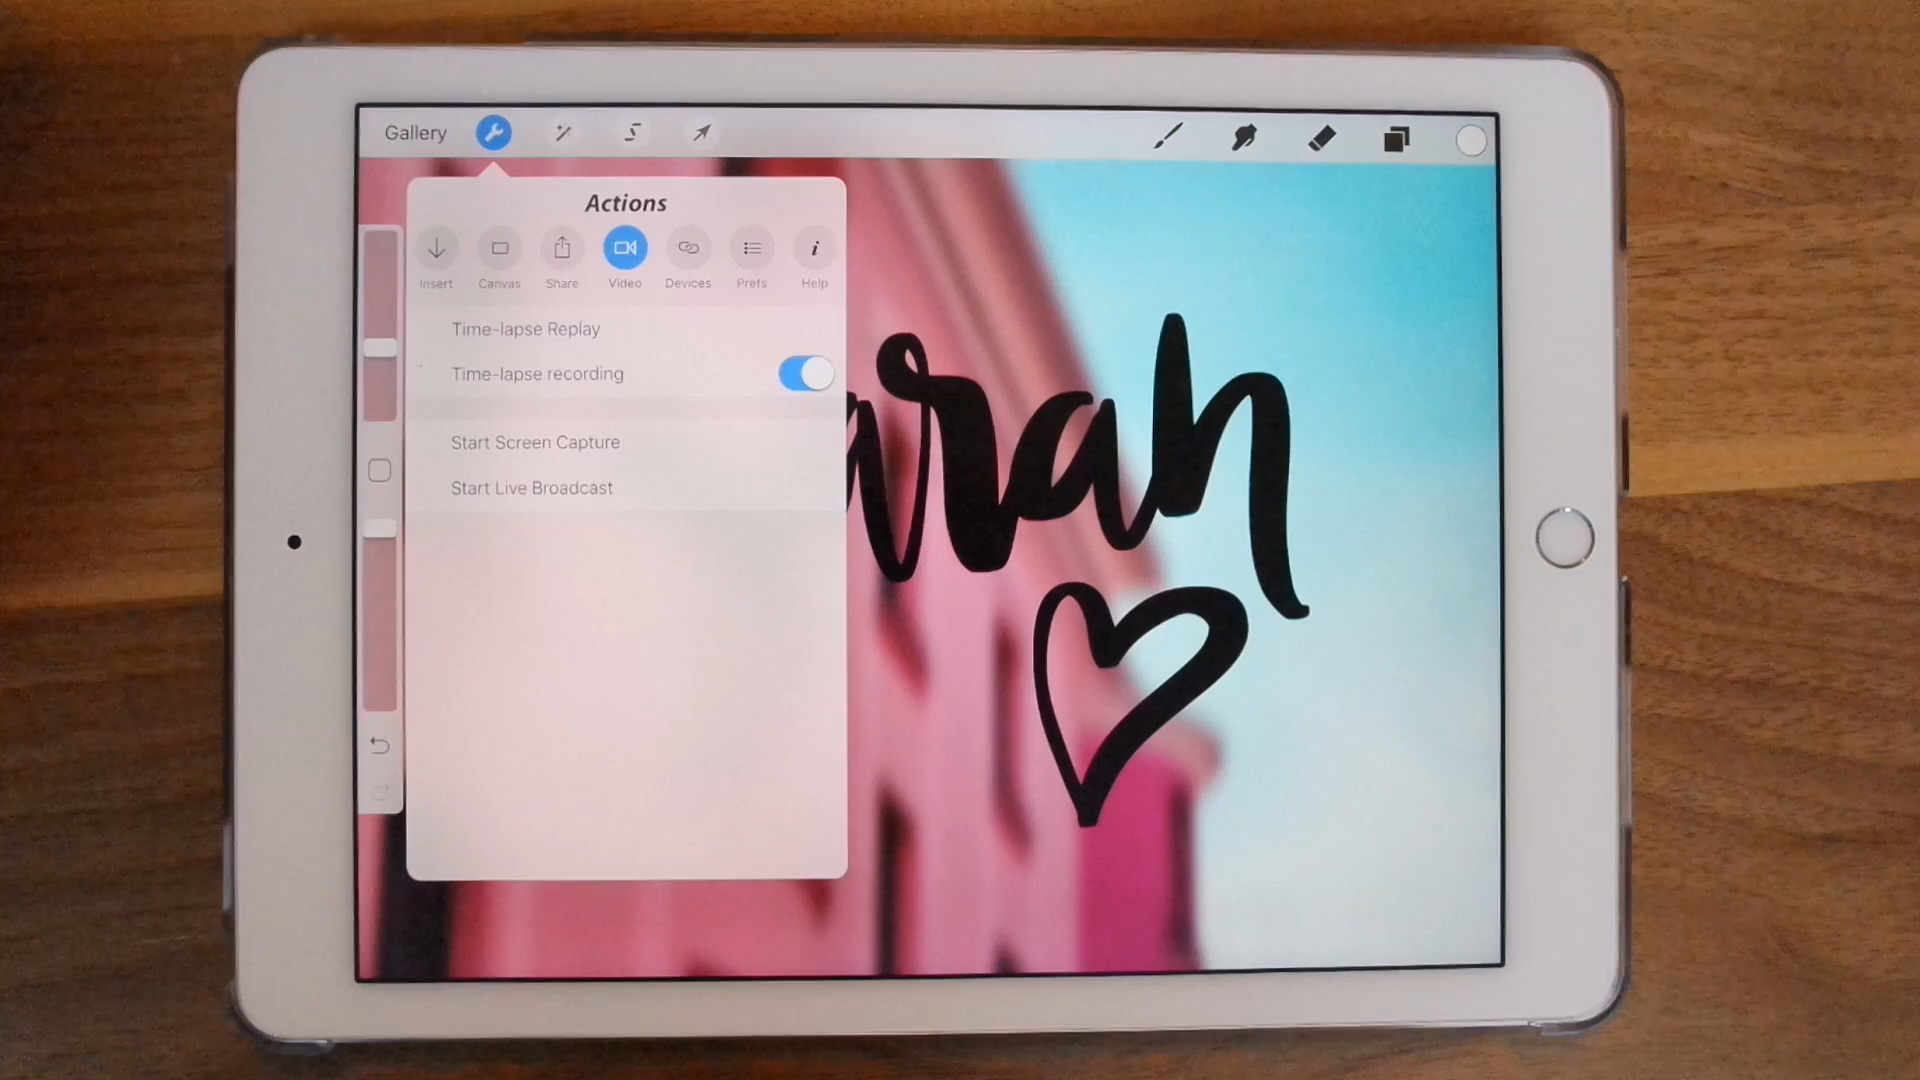 Gallery
Actions
Insert Canvas Share Video Devices Prefs Help
Time-lapse Replay
Time-lapse recording
Start Screen Capture
Start Live Broadcast
arah